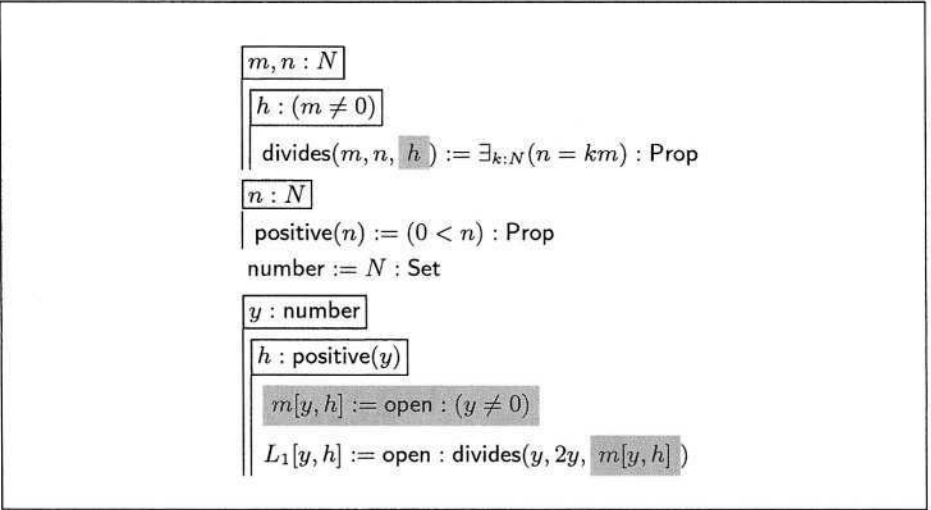 m, n : N
h : (m ≠ 0)
divides(m, n, h) := ∃k:N(n = km) : Prop
n : N
positive(n) := (0 < n) : Prop
number := N : Set
y : number
h : positive(y)
m[y, h] := open : (y ≠ 0)
L₁[y, h] := open : divides(y, 2y, m[y, h])